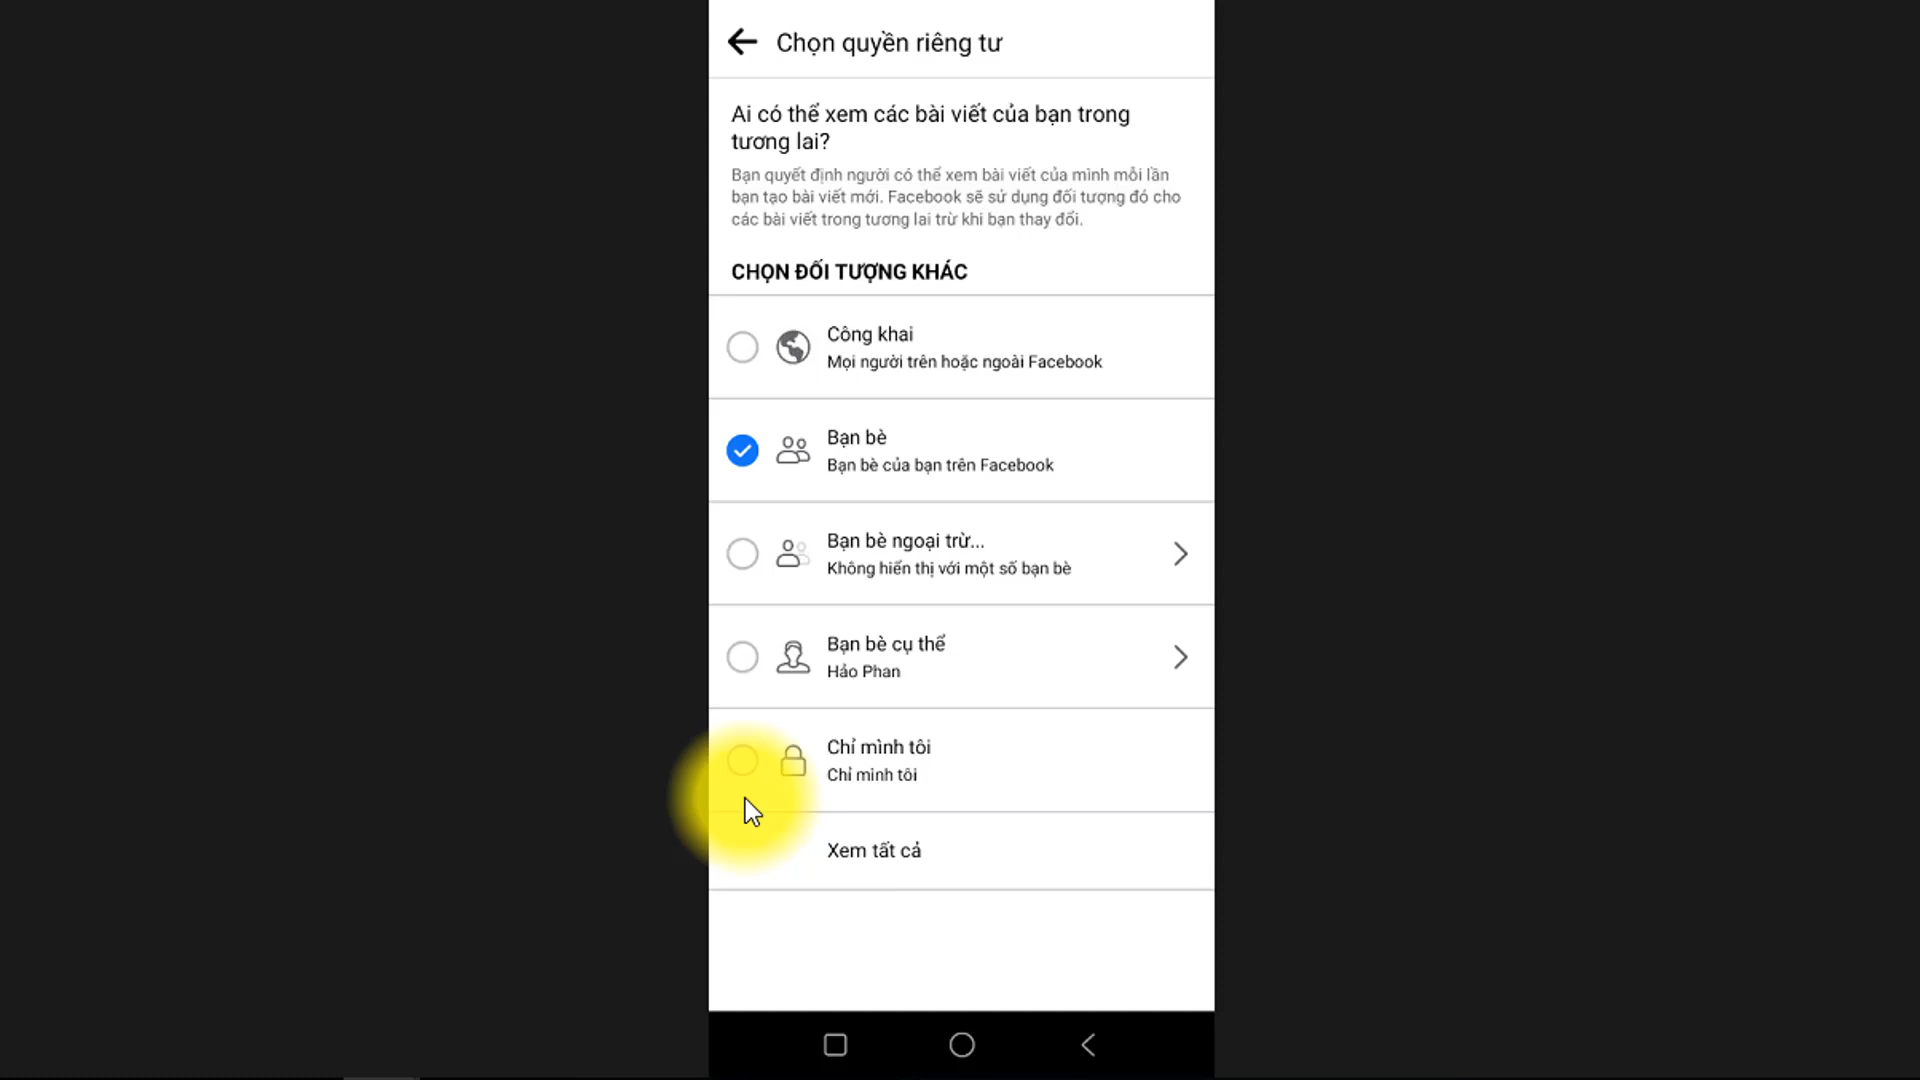 Chọn quyền riêng tư
Ai có thể xem các bài viết của bạn trong
tương lai?
Bạn quyết định người có thể xem bài viết của mình mỗi lần
bạn tạo bài viết mới. Facebook sẽ sử dụng đối tượng đó cho
các bài viết trong tương lai trừ khi bạn thay đổi.
CHỌN ĐỐI TƯỢNG KHÁC
Công khai
Mọi người trên hoặc ngoài Facebook
Bạn bè
Bạn bè của bạn trên Facebook
Bạn bè ngoại trừ...
Không hiển thị với một số bạn bè
Bạn bè cụ thể
Hảo Phan
Chỉ mình tôi
Chỉ mình tôi
Xem tất cả